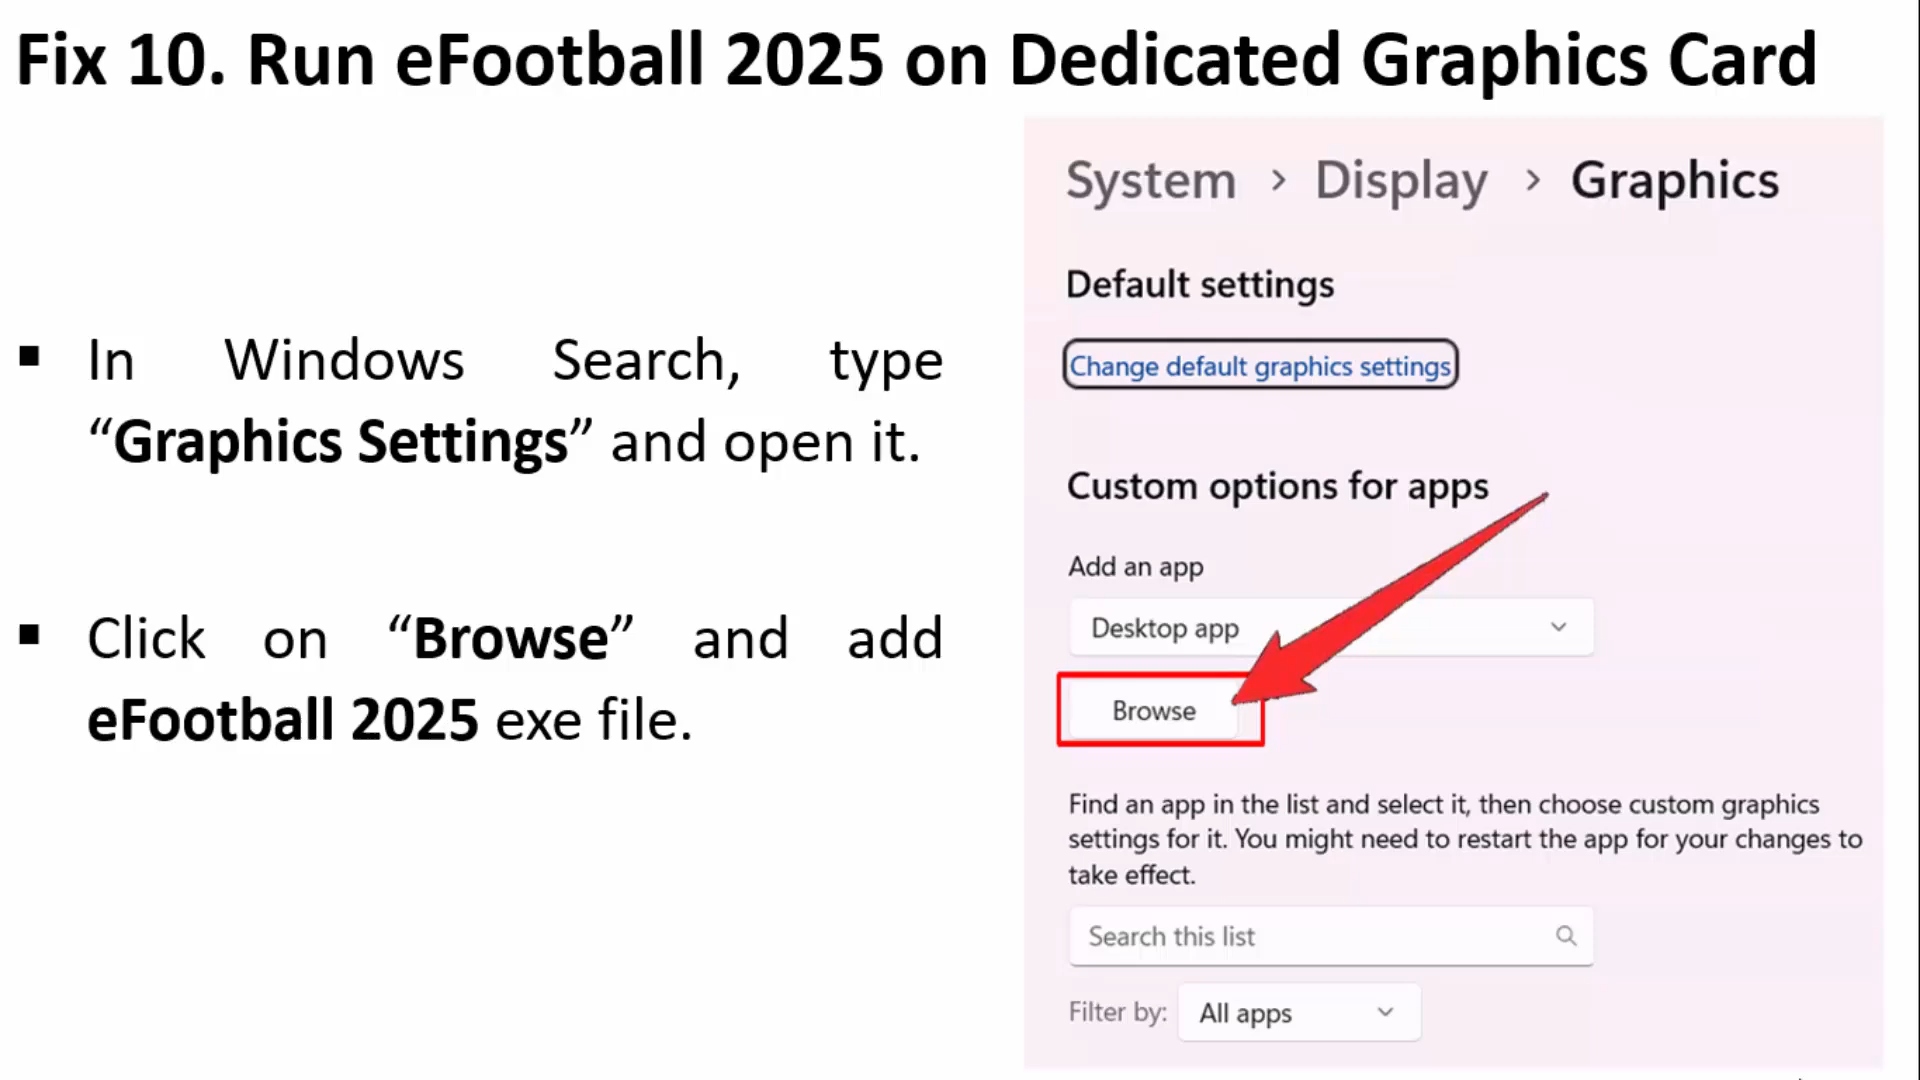 Fix 10. Run eFootball 2025 on Dedicated Graphics Card
▪ In Windows Search, type
“Graphics Settings” and open it.
▪ Click on “Browse” and add
eFootball 2025 exe file.
System > Display > Graphics
Default settings
Change default graphics settings
Custom options for apps
Add an app
Desktop app
Browse
Find an app in the list and select it, then choose custom graphics
settings for it. You might need to restart the app for your changes to
take effect.
Search this list
Filter by: All apps